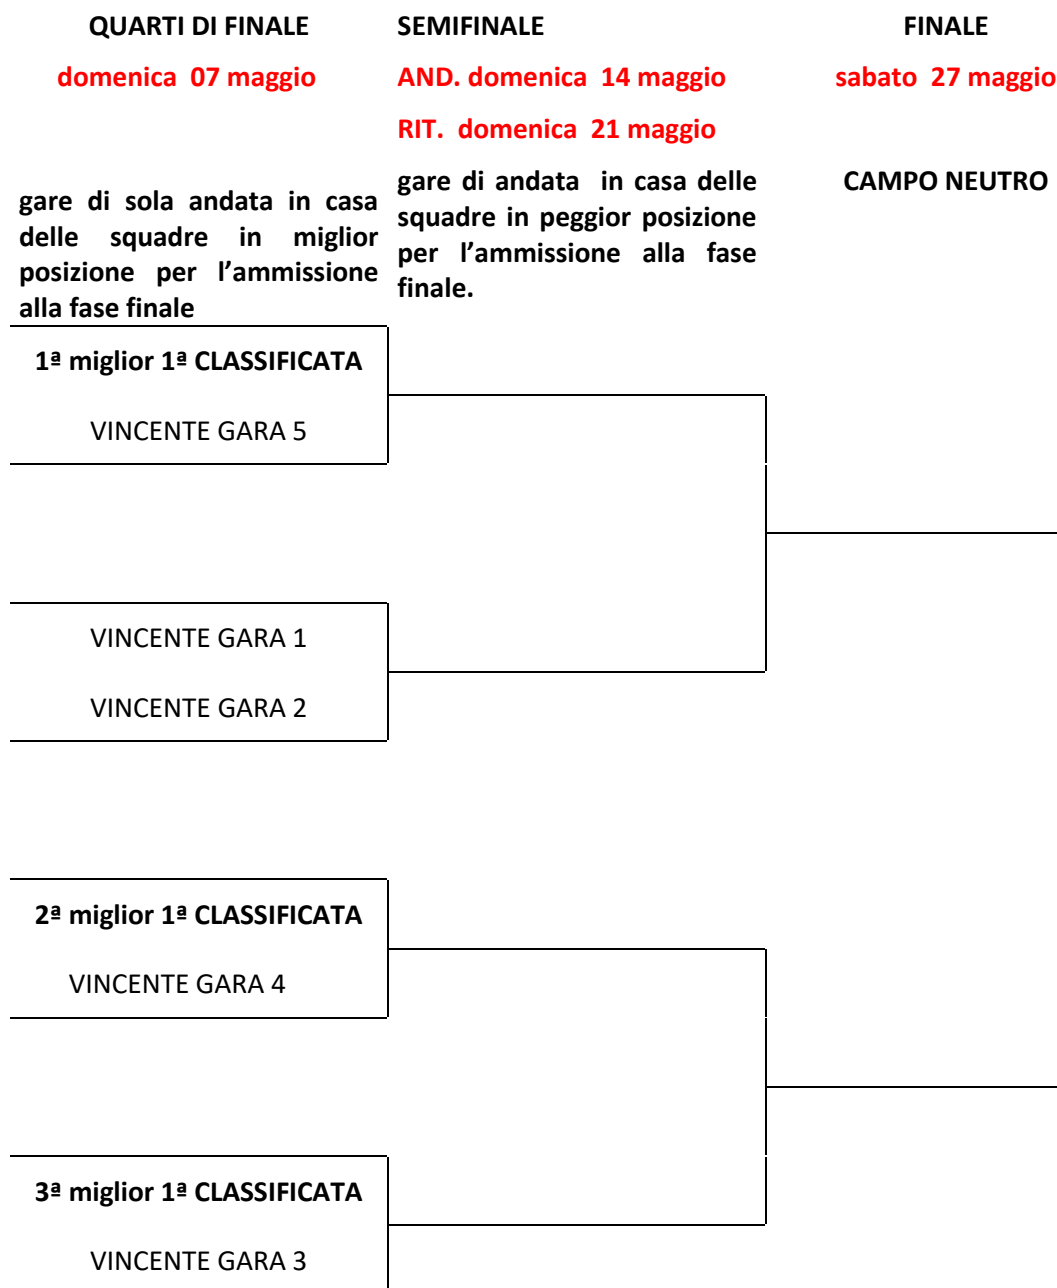 QUARTI DI FINALE
SEMIFINALE
FINALE
domenica 07 maggio
AND. domenica 14 maggio
sabato 27 maggio
RIT. domenica 21 maggio
gare di sola andata in casa
delle squadre in miglior
posizione per l’ammissione
alla fase finale
gare di andata in casa delle
squadre in peggior posizione
per l’ammissione alla fase
finale.
CAMPO NEUTRO
1ª miglior 1ª CLASSIFICATA
VINCENTE GARA 5
VINCENTE GARA 1
VINCENTE GARA 2
2ª miglior 1ª CLASSIFICATA
VINCENTE GARA 4
3ª miglior 1ª CLASSIFICATA
VINCENTE GARA 3